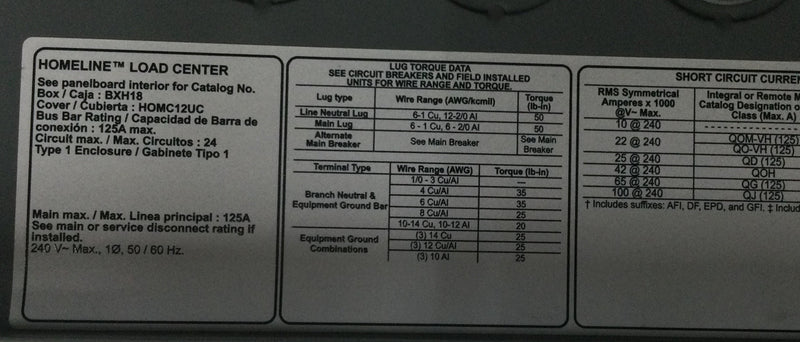 HOMELINE™ LOAD CENTER
See panelboard interior for Catalog No.
Box / Caja : BXH18
Cover / Cubierta : HOMC12UC
Bus Bar Rating / Capacidad de Barra de
conexión : 125A max.
Circuit max. / Max. Circuitos : 24
Type 1 Enclosure / Gabinete Tipo 1
Main max. / Max. Linea principal : 125A
See main or service disconnect rating if
installed.
240 V~ Max., 1Ø, 50 / 60 Hz.
LUG TORQUE DATA
SEE CIRCUIT BREAKERS AND FIELD INSTALLED
UNITS FOR WIRE RANGE AND TORQUE.
Lug type Wire Range (AWG/kcmil) Torque (lb-in)
Line Neutral Lug 6-1 Cu, 12-2/0 Al 50
Main Lug 6 - 1 Cu, 6 - 2/0 Al 50
Alternate Main Breaker See Main Breaker See Main Breaker
Terminal Type Wire Range (AWG) Torque (lb-in)
Branch Neutral & Equipment Ground Bar
1/0 - 3 Cu/Al ---
4 Cu/Al 35
6 Cu/Al 35
8 Cu/Al 25
10-14 Cu, 10-12 Al 20
Equipment Ground Combinations
(3) 14 Cu 25
(3) 12 Cu/Al 25
(3) 10 Al 25
SHORT CIRCUIT
RMS Symmetrical Amperes x 1000 @V~ Max.
Integral or Remote
Catalog Designation
Class (Max. A)
10 @ 240 - - - - - - - - - - - -
22 @ 240 QOM-VH (125)
QO-VH (125)
25 @ 240 QD (125)
42 @ 240 QOH
65 @ 240 QG (125)
100 @ 240 QJ (125)
† Includes suffixes: AFI, DF, EPD, and GFI. ‡